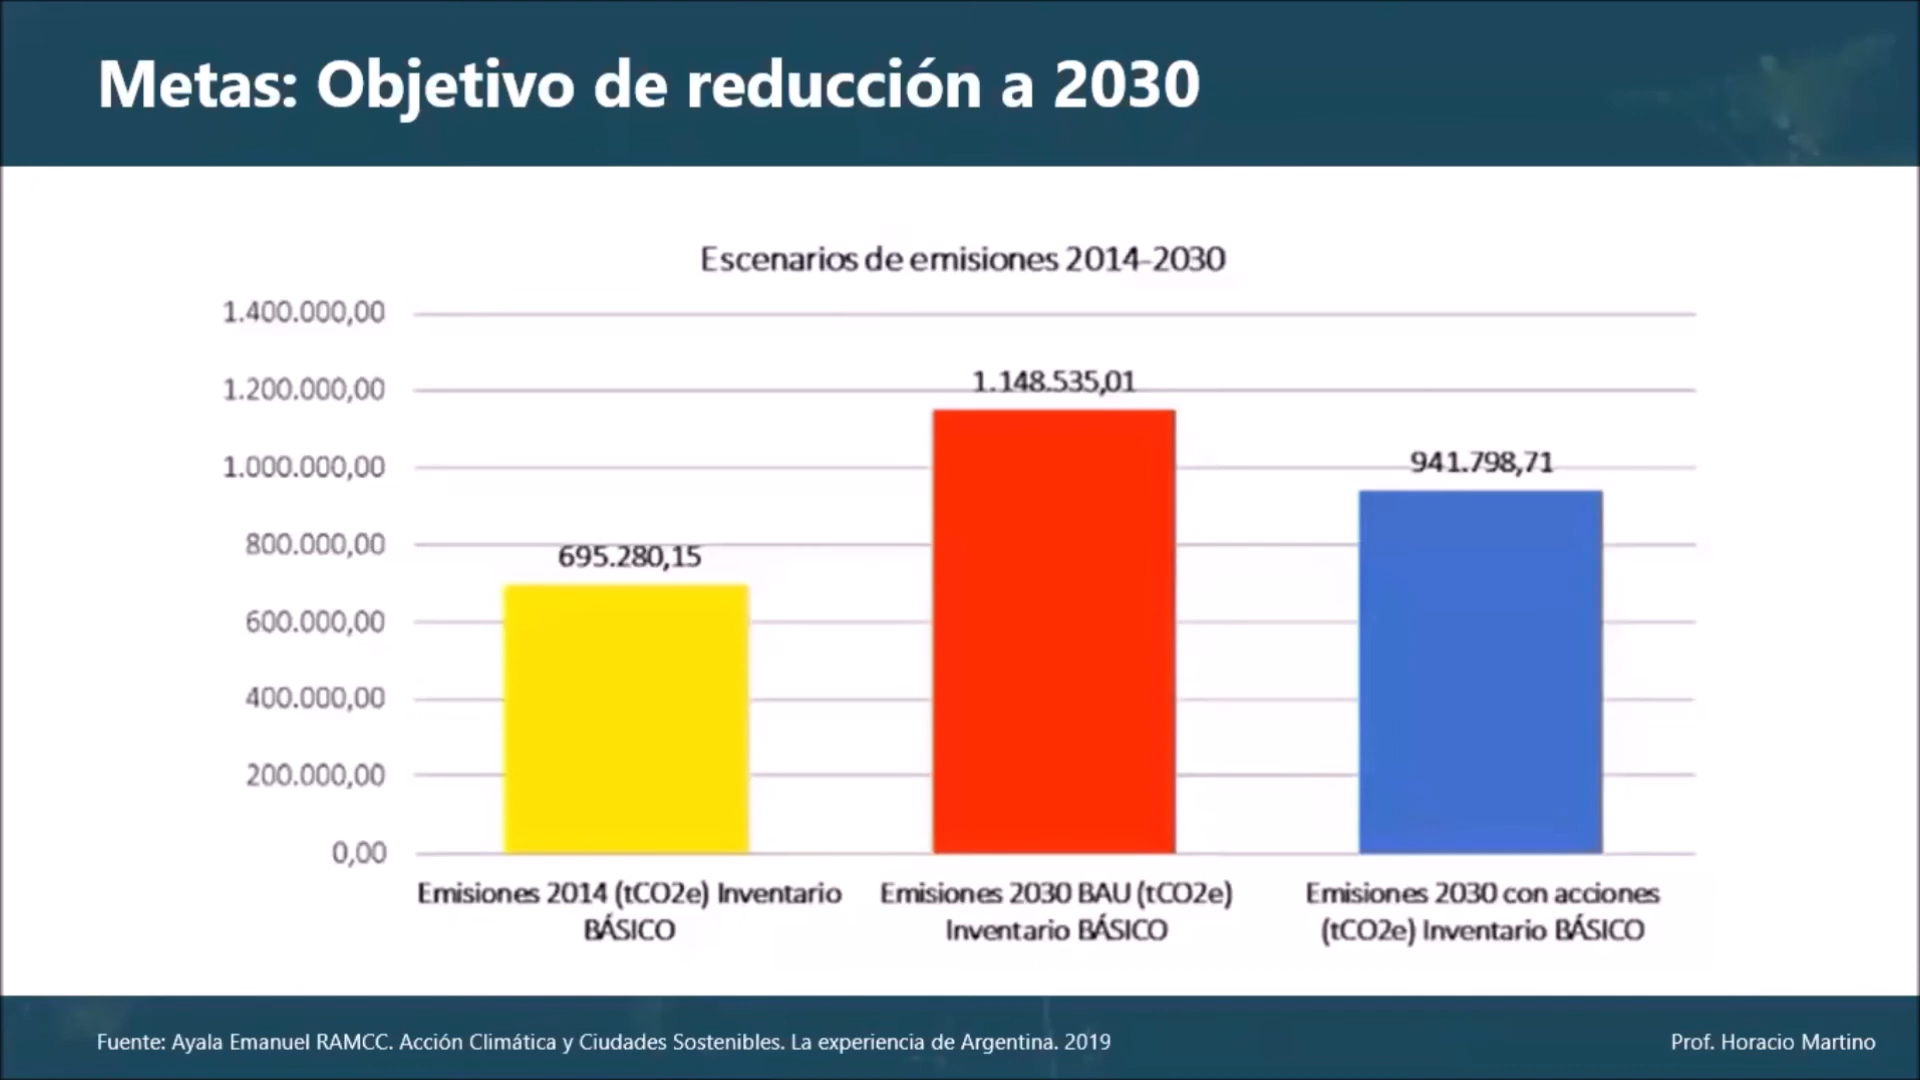 Metas: Objetivo de reducción a 2030
Escenarios de emisiones 2014-2030
1.400.000,00
1.200.000,00
1.000.000,00
800.000,00
600.000,00
400.000,00
200.000,00
0,00
695.280,15
1.148.535,01
941.798,71
Emisiones 2014 (tCO2e) Inventario
BÁSICO
Emisiones 2030 BAU (tCO2e)
Inventario BÁSICO
Emisiones 2030 con acciones
(tCO2e) Inventario BÁSICO
Fuente: Ayala Emanuel RAMCC. Acción Climática y Ciudades Sostenibles. La experiencia de Argentina. 2019
Prof. Horacio Martino